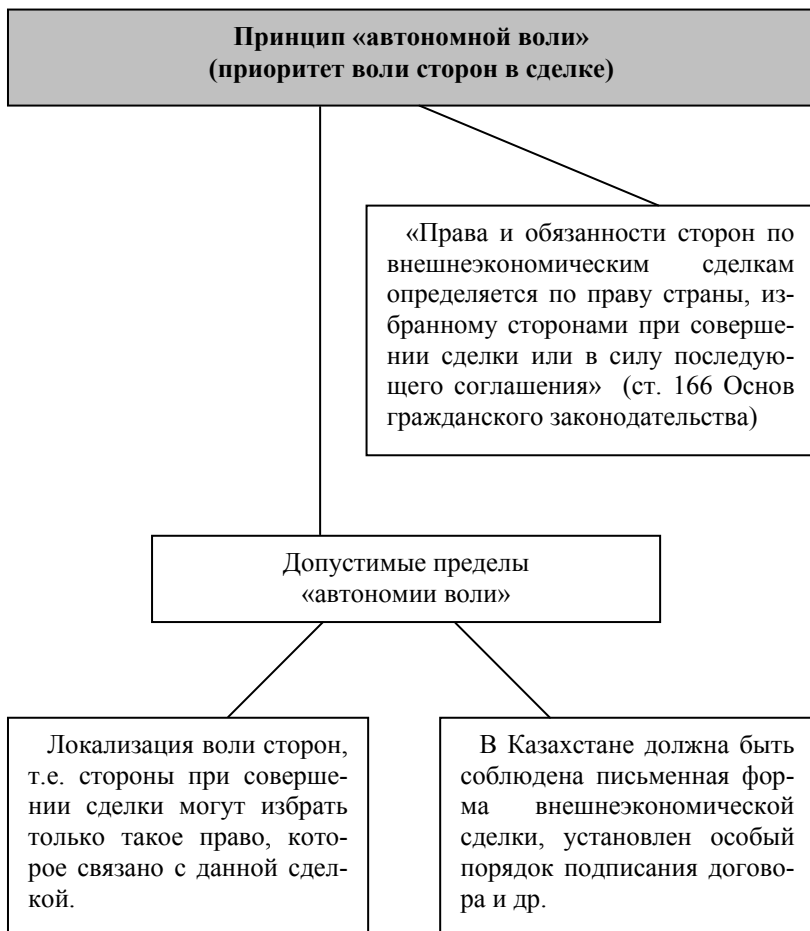 Принцип «автономной воли»
(приоритет воли сторон в сделке)
«Права и обязанности сторон по
внешнеэкономическим сделкам
определяется по праву страны, из-
бранному сторонами при соверше-
нии сделки или в силу последую-
щего соглашения» (ст. 166 Основ
гражданского законодательства)
Допустимые пределы
«автономии воли»
Локализация воли сторон,
т.е. стороны при соверше-
нии сделки могут избрать
только такое право, кото-
рое связано с данной сдел-
кой.
В Казахстане должна быть
соблюдена письменная фор-
ма внешнеэкономической
сделки, установлен особый
порядок подписания догово-
ра и др.